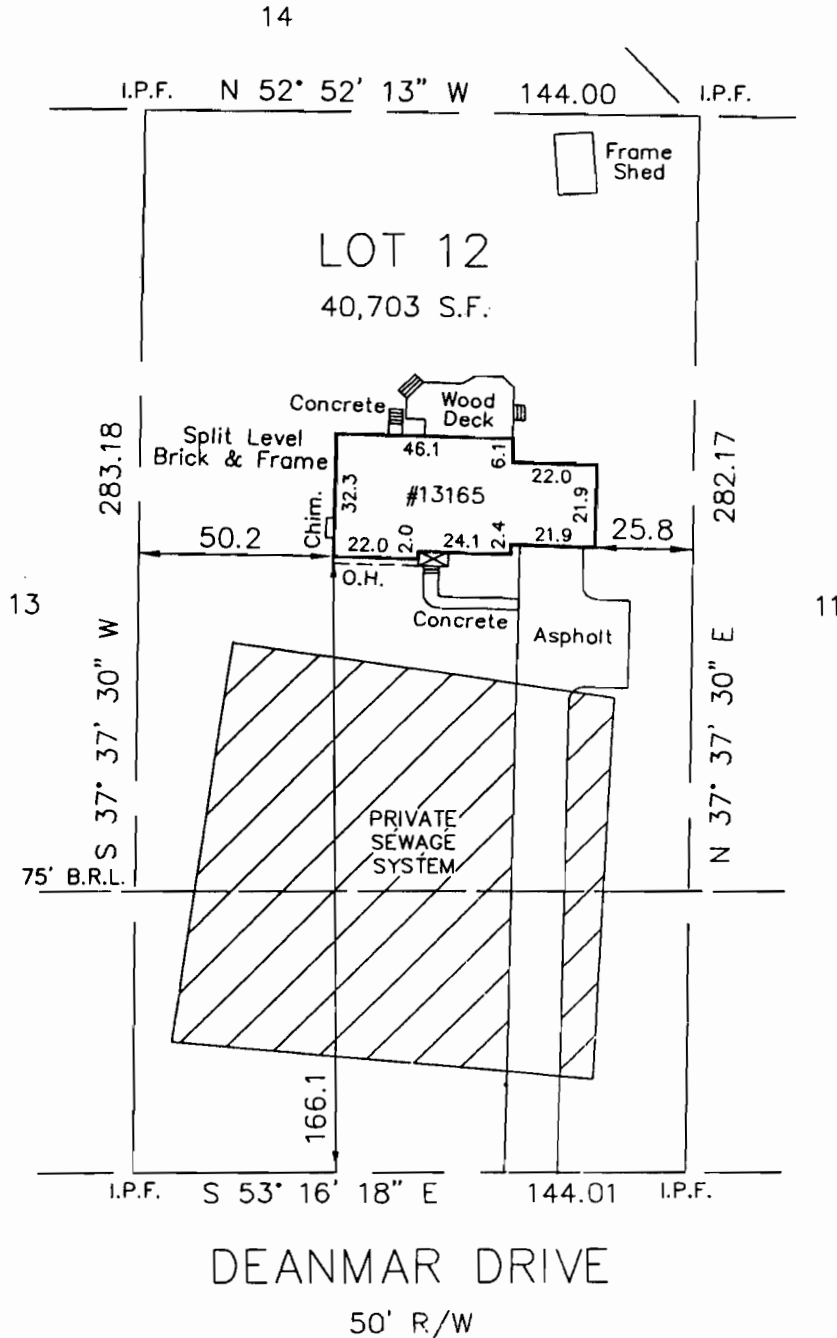 14
I.P.F. N 52° 52' 13" W 144.00 I.P.F.
Frame
Shed
LOT 12
40,703 S.F.
Concrete
Wood
Deck
Split Level
Brick & Frame
46.1
6.1
22.0
283.18
282.17
32.3
#13165
21.9
Chim.
50.2
22.0
2.0
24.1
2.4
21.9
25.8
O.H.
13
11
Concrete
Asphalt
S 37° 37' 30" W
N 37° 37' 30" E
PRIVATE
SEWAGE
SYSTEM
75' B.R.L.
166.1
I.P.F. S 53° 16' 18" E 144.01 I.P.F.
DEANMAR DRIVE
50' R/W